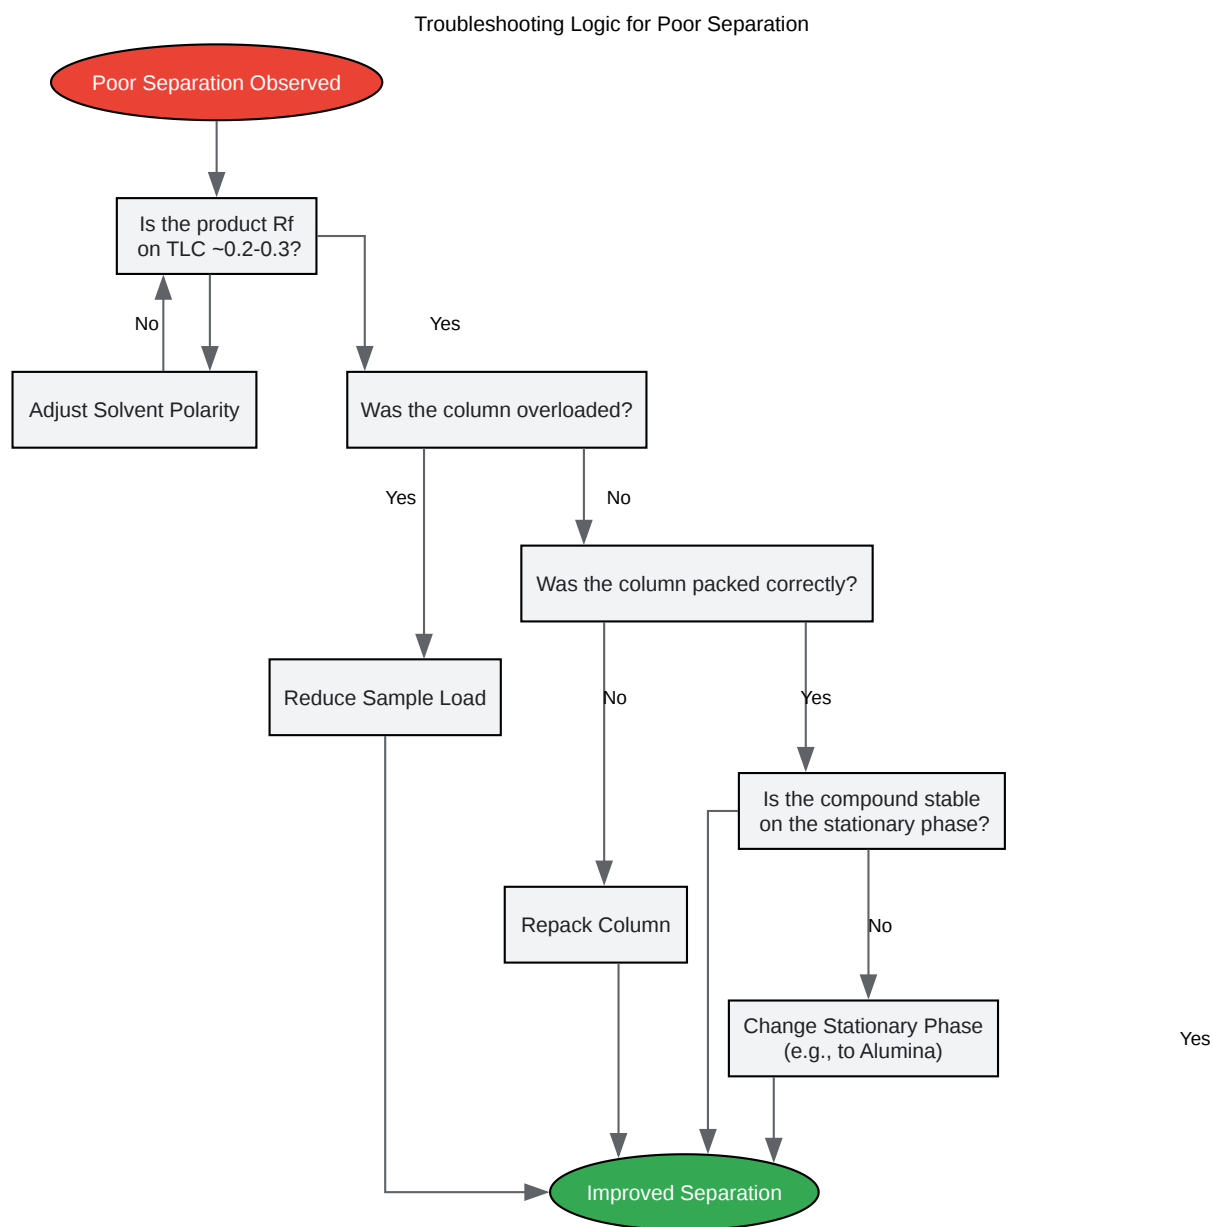 Troubleshooting Logic for Poor Separation
Poor Separation Observed
Is the product Rf
on TLC ~0.2-0.3?
No
Yes
Adjust Solvent Polarity
Was the column overloaded?
Yes
No
Was the column packed correctly?
Reduce Sample Load
No
Yes
Is the compound stable
on the stationary phase?
Repack Column
No
Change Stationary Phase
(e.g., to Alumina)
Yes
Improved Separation